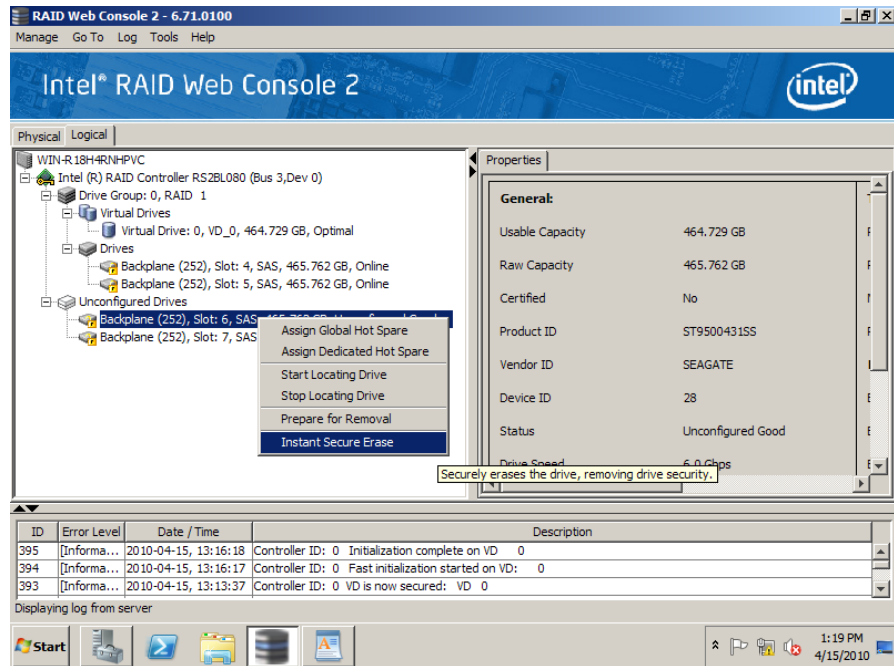 RAID Web Console 2 - 6.71.0100
Manage Go To Log Tools Help
Intel® RAID Web Console 2
intel
Physical Logical
WIN-R18H4RNHPVC
Intel (R) RAID Controller RS2BL080 (Bus 3,Dev 0)
Drive Group: 0, RAID 1
Virtual Drives
Virtual Drive: 0, VD_0, 464.729 GB, Optimal
Drives
Backplane (252), Slot: 4, SAS, 465.762 GB, Online
Backplane (252), Slot: 5, SAS, 465.762 GB, Online
Unconfigured Drives
Backplane (252), Slot: 6, SAS,
Backplane (252), Slot: 7, SAS
Assign Global Hot Spare
Assign Dedicated Hot Spare
Start Locating Drive
Stop Locating Drive
Prepare for Removal
Instant Secure Erase
Securely erases the drive, removing drive security.
Properties
General:
Usable Capacity 464.729 GB
Raw Capacity 465.762 GB
Certified No
Product ID ST9500431SS
Vendor ID SEAGATE
Device ID 28
Status Unconfigured Good
Drive Speed 6.0 Gbps
ID Error Level Date / Time Description
395 [Informa... 2010-04-15, 13:16:18 Controller ID: 0 Initialization complete on VD 0
394 [Informa... 2010-04-15, 13:16:17 Controller ID: 0 Fast initialization started on VD: 0
393 [Informa... 2010-04-15, 13:13:37 Controller ID: 0 VD is now secured: VD 0
Displaying log from server
Start
1:19 PM
4/15/2010